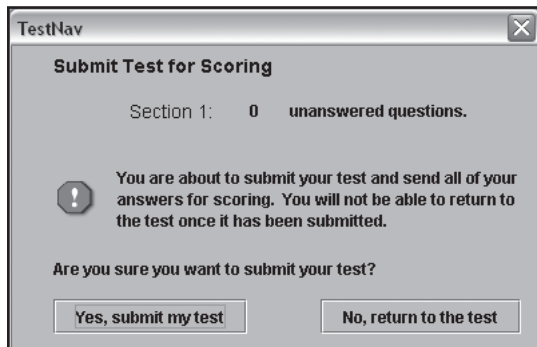 TestNav
Submit Test for Scoring
Section 1: 0 unanswered questions.
You are about to submit your test and send all of your
answers for scoring. You will not be able to return to
the test once it has been submitted.
Are you sure you want to submit your test?
Yes, submit my test No, return to the test